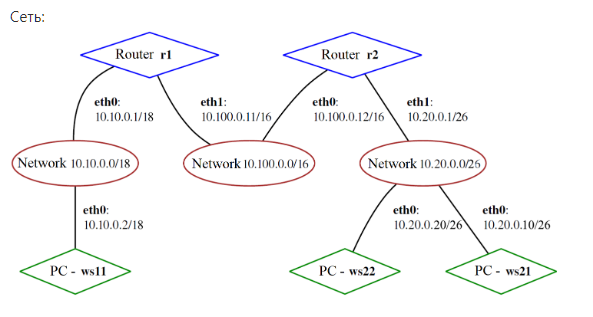 Сеть:
Router r1
Router r2
eth0:
10.10.0.1/18
eth1:
10.100.0.11/16
eth0:
10.100.0.12/16
eth1:
10.20.0.1/26
Network 10.10.0.0/18
Network 10.100.0.0/16
Network 10.20.0.0/26
eth0:
10.10.0.2/18
eth0:
10.20.0.20/26
eth0:
10.20.0.10/26
PC - ws11
PC - ws22
PC - ws21